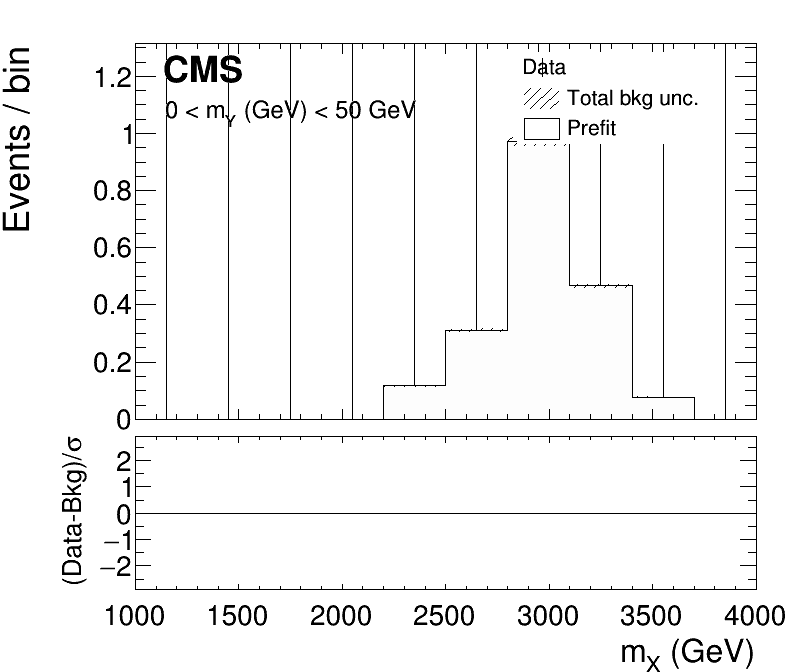 Events / bin
CMS
0 < mY (GeV) < 50 GeV
Data
Total bkg unc.
Prefit
1.2
1
0.8
0.6
0.4
0.2
0
(Data-Bkg)/σ
2
1
0
−1
−2
1000 1500 2000 2500 3000 3500 4000
mX (GeV)